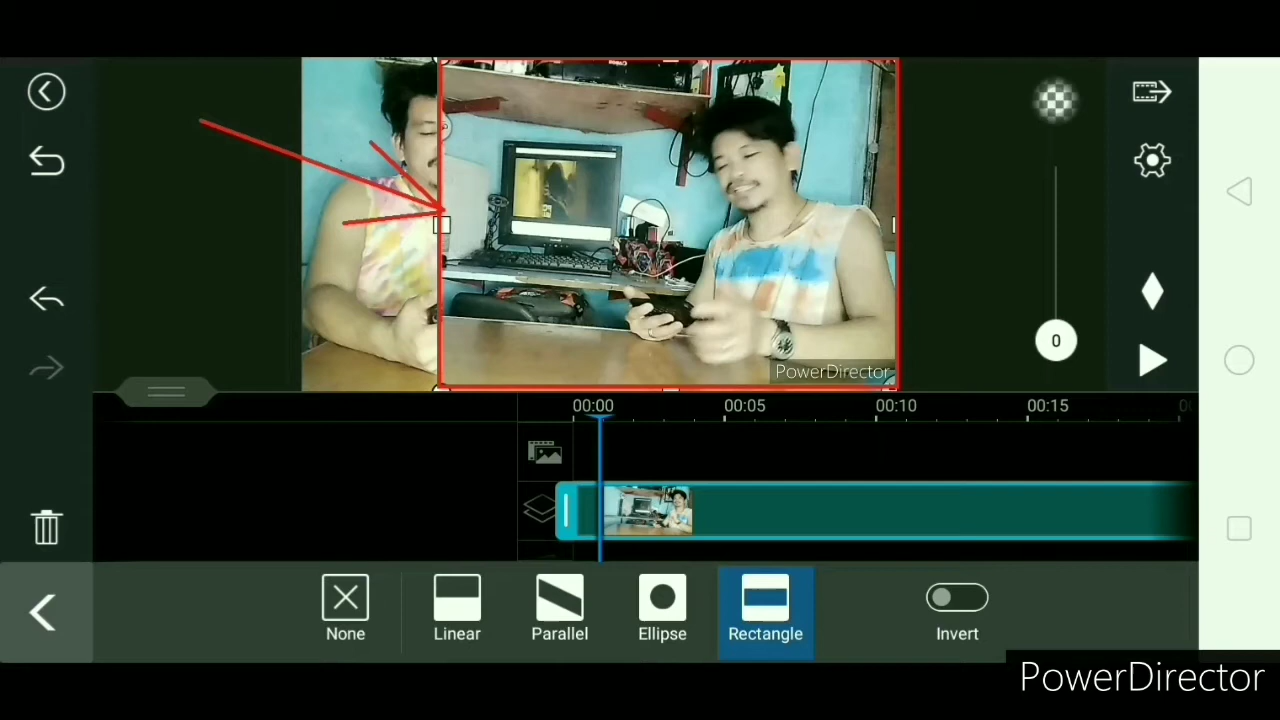 PowerDirector
00:00 00:05 00:10 00:15
0
None Linear Parallel Ellipse Rectangle Invert
PowerDirector